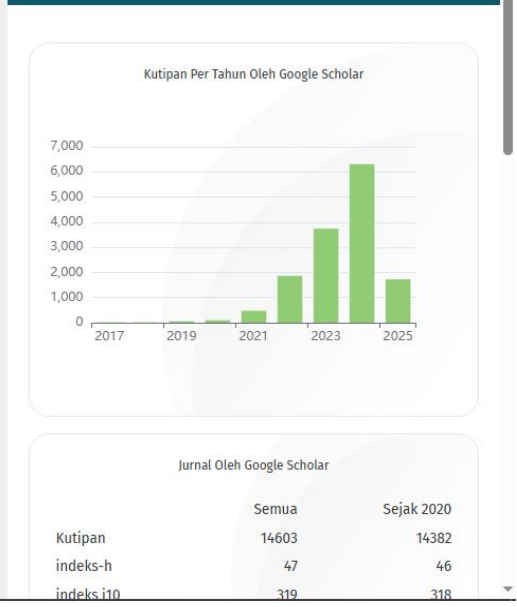 Kutipan Per Tahun Oleh Google Scholar
7,000
6,000
5,000
4,000
3,000
2,000
1,000
0
2017 2019 2021 2023 2025
Jurnal Oleh Google Scholar
Semua Sejak 2020
Kutipan 14603 14382
indeks-h 47 46
indeks i10 319 318